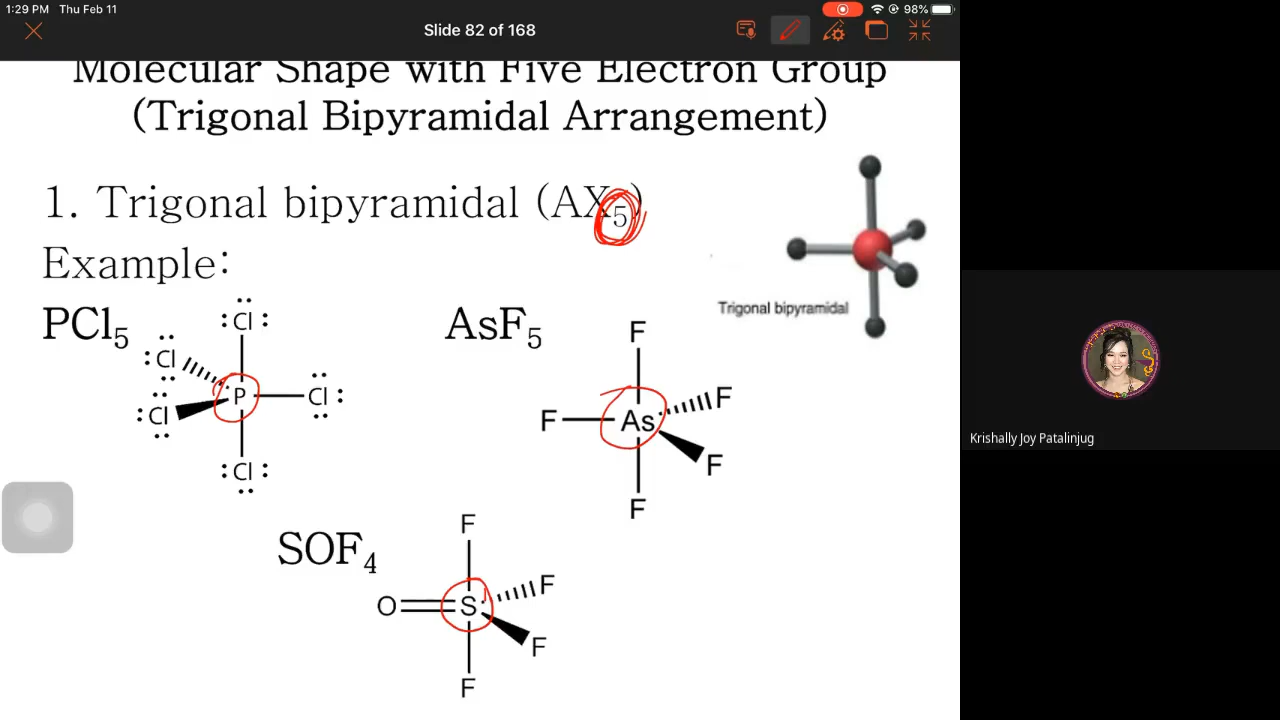 1:29 PM Thu Feb 11
98%
Slide 82 of 168
Molecular Shape with Five Electron Group
(Trigonal Bipyramidal Arrangement)
1. Trigonal bipyramidal (AX₅)
Example:
Trigonal bipyramidal
PCl₅
:Cl:
:Cl
:Cl
P
Cl:
:Cl:
AsF₅
F
F
F
As
F
F
SOF₄
F
F
O
S
F
F
Krishally Joy Patalinjug